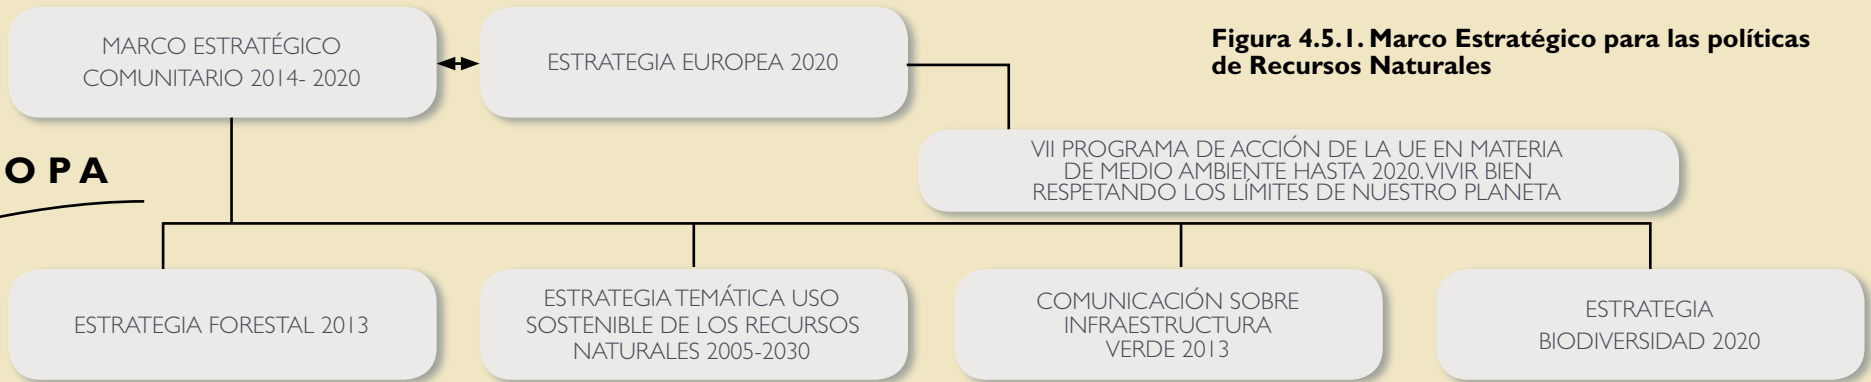 MARCO ESTRATÉGICO
COMUNITARIO 2014- 2020
ESTRATEGIA EUROPEA 2020
Figura 4.5.1. Marco Estratégico para las políticas
de Recursos Naturales
VII PROGRAMA DE ACCIÓN DE LA UE EN MATERIA
DE MEDIO AMBIENTE HASTA 2020. VIVIR BIEN
RESPETANDO LOS LÍMITES DE NUESTRO PLANETA
OPA
ESTRATEGIA FORESTAL 2013
ESTRATEGIA TEMÁTICA USO
SOSTENIBLE DE LOS RECURSOS
NATURALES 2005-2030
COMUNICACIÓN SOBRE
INFRAESTRUCTURA
VERDE 2013
ESTRATEGIA
BIODIVERSIDAD 2020